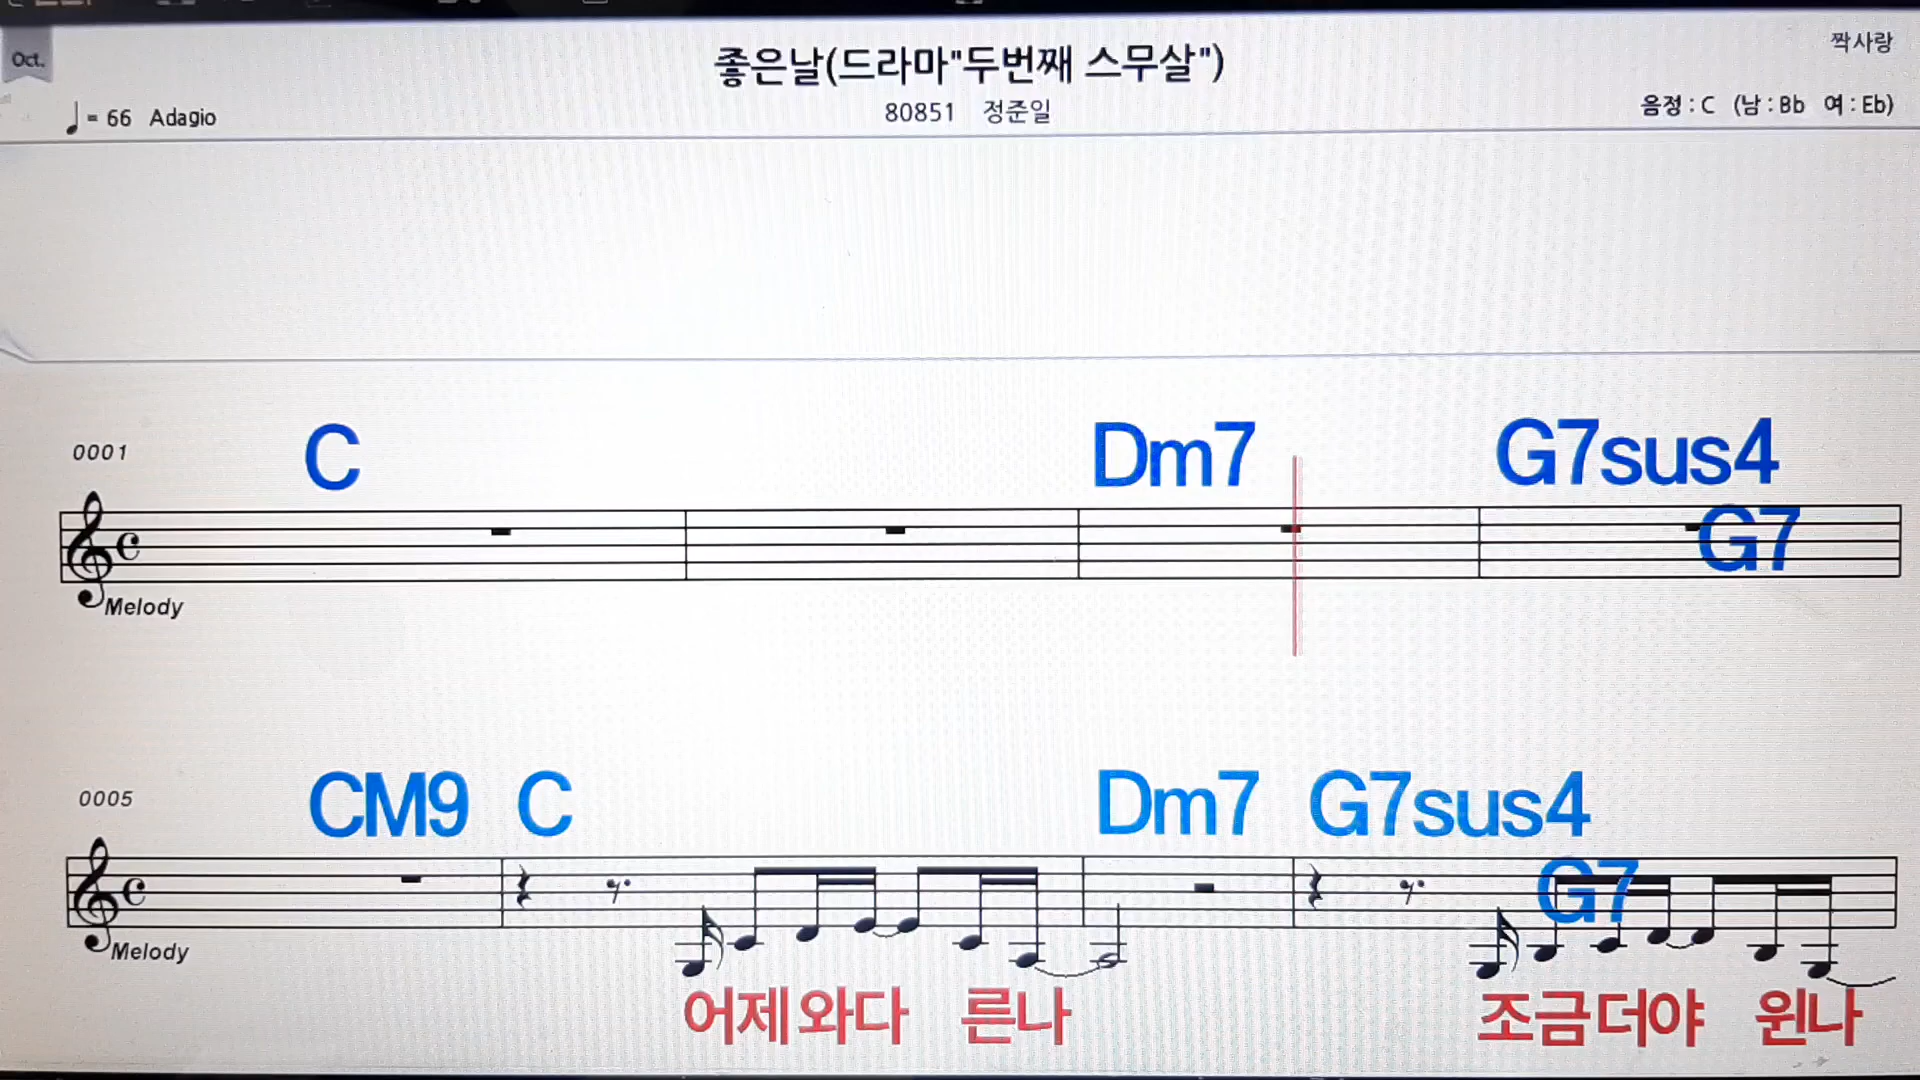 Oct.
좋은날(드라마"두번째 스무살")
짝사랑
= 66 Adagio
80851 정준일
음정 : C (남 : Bb 여 : Eb)
0001
C Dm7 G7sus4
G7
Melody
0005
CM9 C Dm7 G7sus4
G7
Melody
어제와다 른나 조금더야 윈나